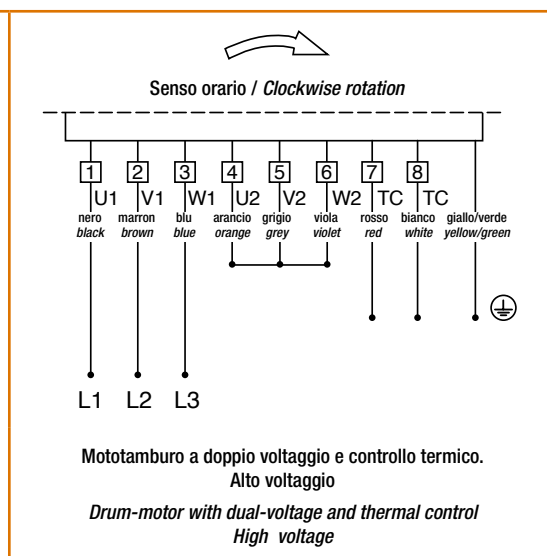 Senso orario / Clockwise rotation
1 2 3 4 5 6 7 8
U1 V1 W1 U2 V2 W2 TC TC
nero marron blu arancio grigio viola rosso bianco giallo/verde
black brown blue orange grey violet red white yellow/green
L1 L2 L3
Mototamburo a doppio voltaggio e controllo termico.
Alto voltaggio
Drum-motor with dual-voltage and thermal control
High voltage